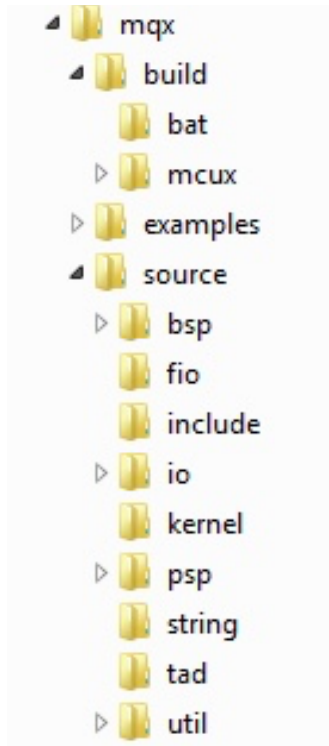 mqx
build
bat
mcux
examples
source
bsp
fio
include
io
kernel
psp
string
tad
util